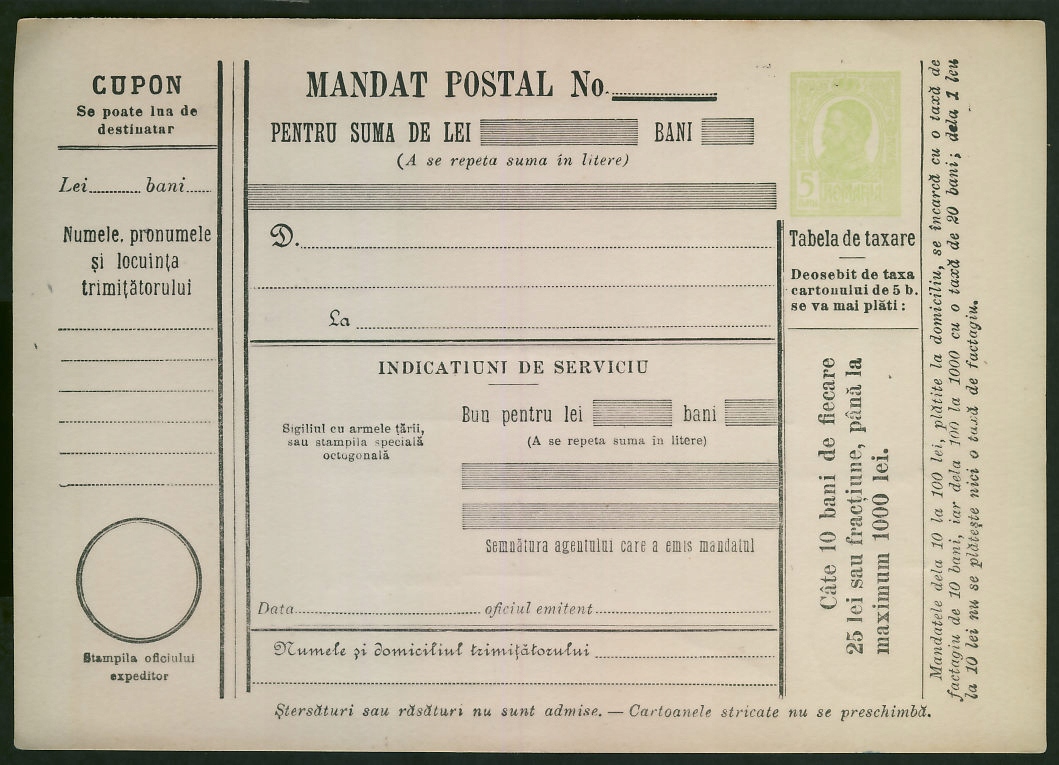 CUPON
Se poate lua de
destinatar
Lei............ bani......
Numele, pronumele
și locuința
trimițătorului
Stampila oficiului
expeditor
MANDAT POSTAL No.
PENTRU SUMA DE LEI BANI
(A se repeta suma în litere)
D.
La
INDICATIUNI DE SERVICIU
Bun pentru lei bani
(A se repeta suma în litere)
Sigiliul cu armele țării,
sau stampila specială
octogonală
Semnătura agentului care a emis mandatul
Data........................ oficiul emitent........................
Numele și domiciliul trimițătorului
5
BANI
ROMANIA
Tabela de taxare
Deosebit de taxa
cartonului de 5 b.
se va mai plăti :
Câte 10 bani de fiecare
25 lei sau fracțiune, până la
maximum 1000 lei.
Mandatele dela 10 la 100 lei, plătite la domiciliu, se încarcă cu o taxă de
factagiu de 10 bani, iar dela 100 la 1000 cu o taxă de 20 bani; dela 1 leu
la 10 lei nu se plătește nici o taxă de factagiu.
Ștersături sau răsături nu sunt admise. — Cartoanele stricate nu se preschimbă.